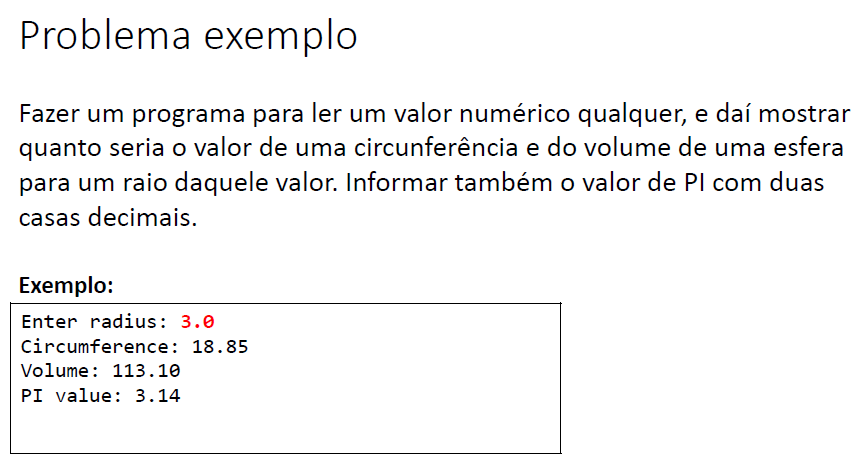 Problema exemplo
Fazer um programa para ler um valor numérico qualquer, e daí mostrar
quanto seria o valor de uma circunferência e do volume de uma esfera
para um raio daquele valor. Informar também o valor de PI com duas
casas decimais.
Exemplo:
Enter radius: 3.0
Circumference: 18.85
Volume: 113.10
PI value: 3.14